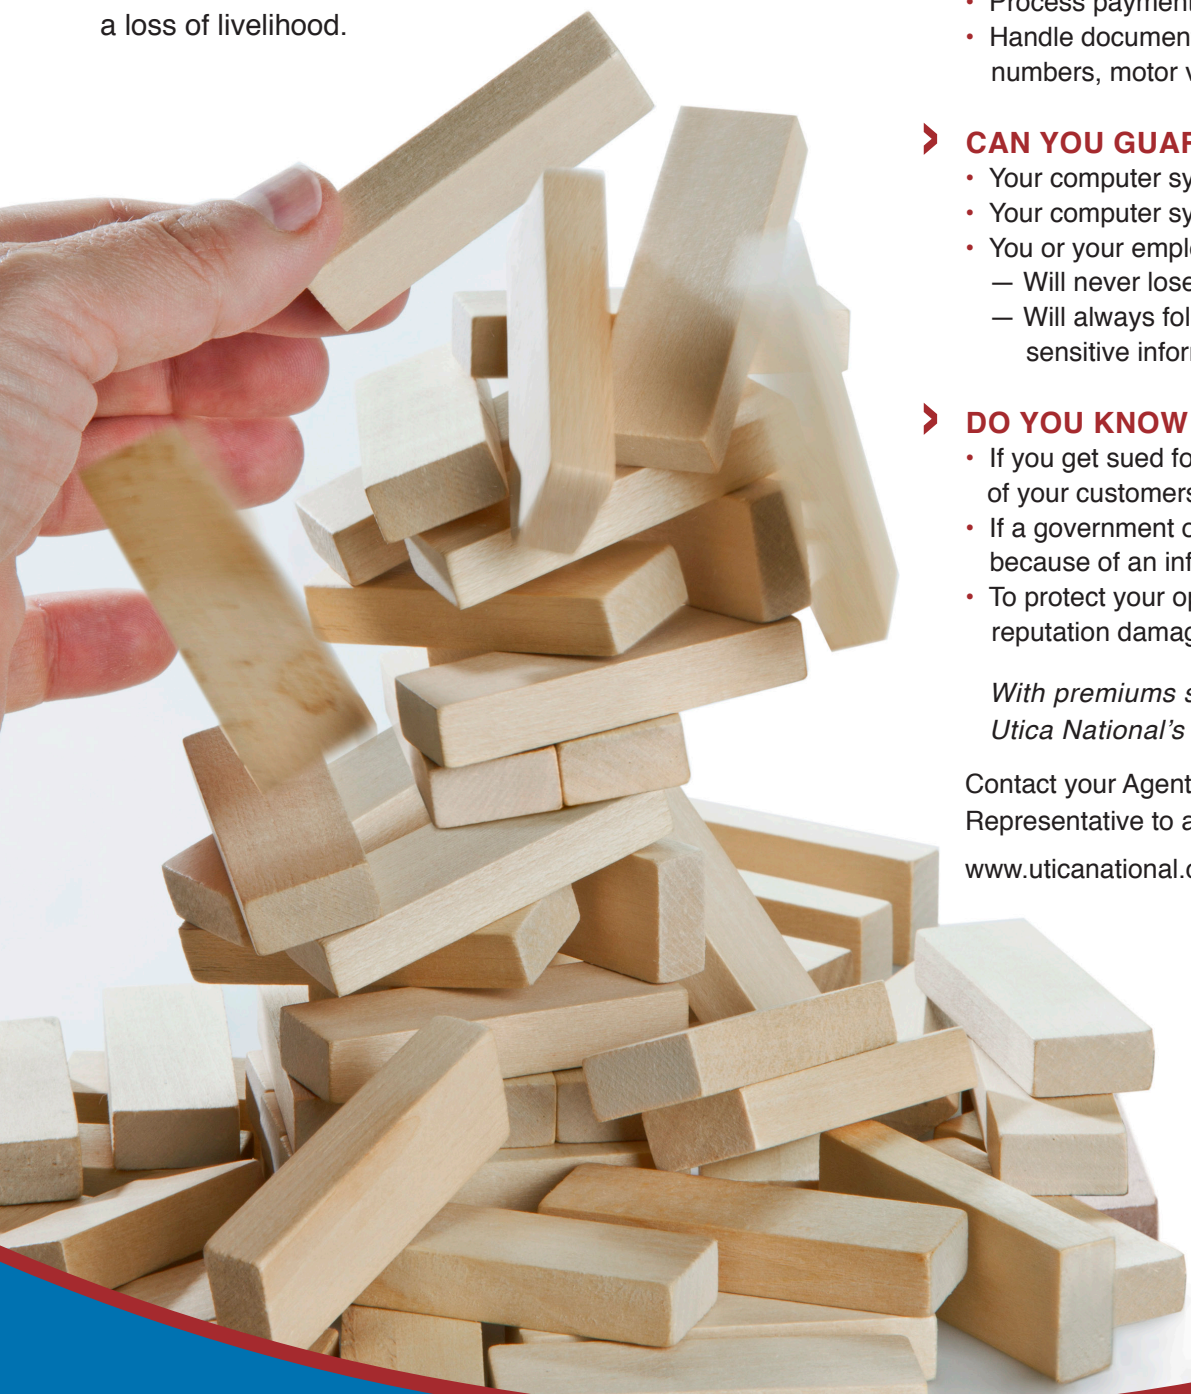 a loss of livelihood.
• Process payment
• Handle documen
numbers, motor v
CAN YOU GUAR
• Your computer sy
• Your computer sy
• You or your empl
— Will never lose
— Will always fol
sensitive infor
DO YOU KNOW
• If you get sued fo
of your customers
• If a government o
because of an inf
• To protect your op
reputation damag
With premiums s
Utica National’s
Contact your Agent
Representative to a
www.uticanational.c